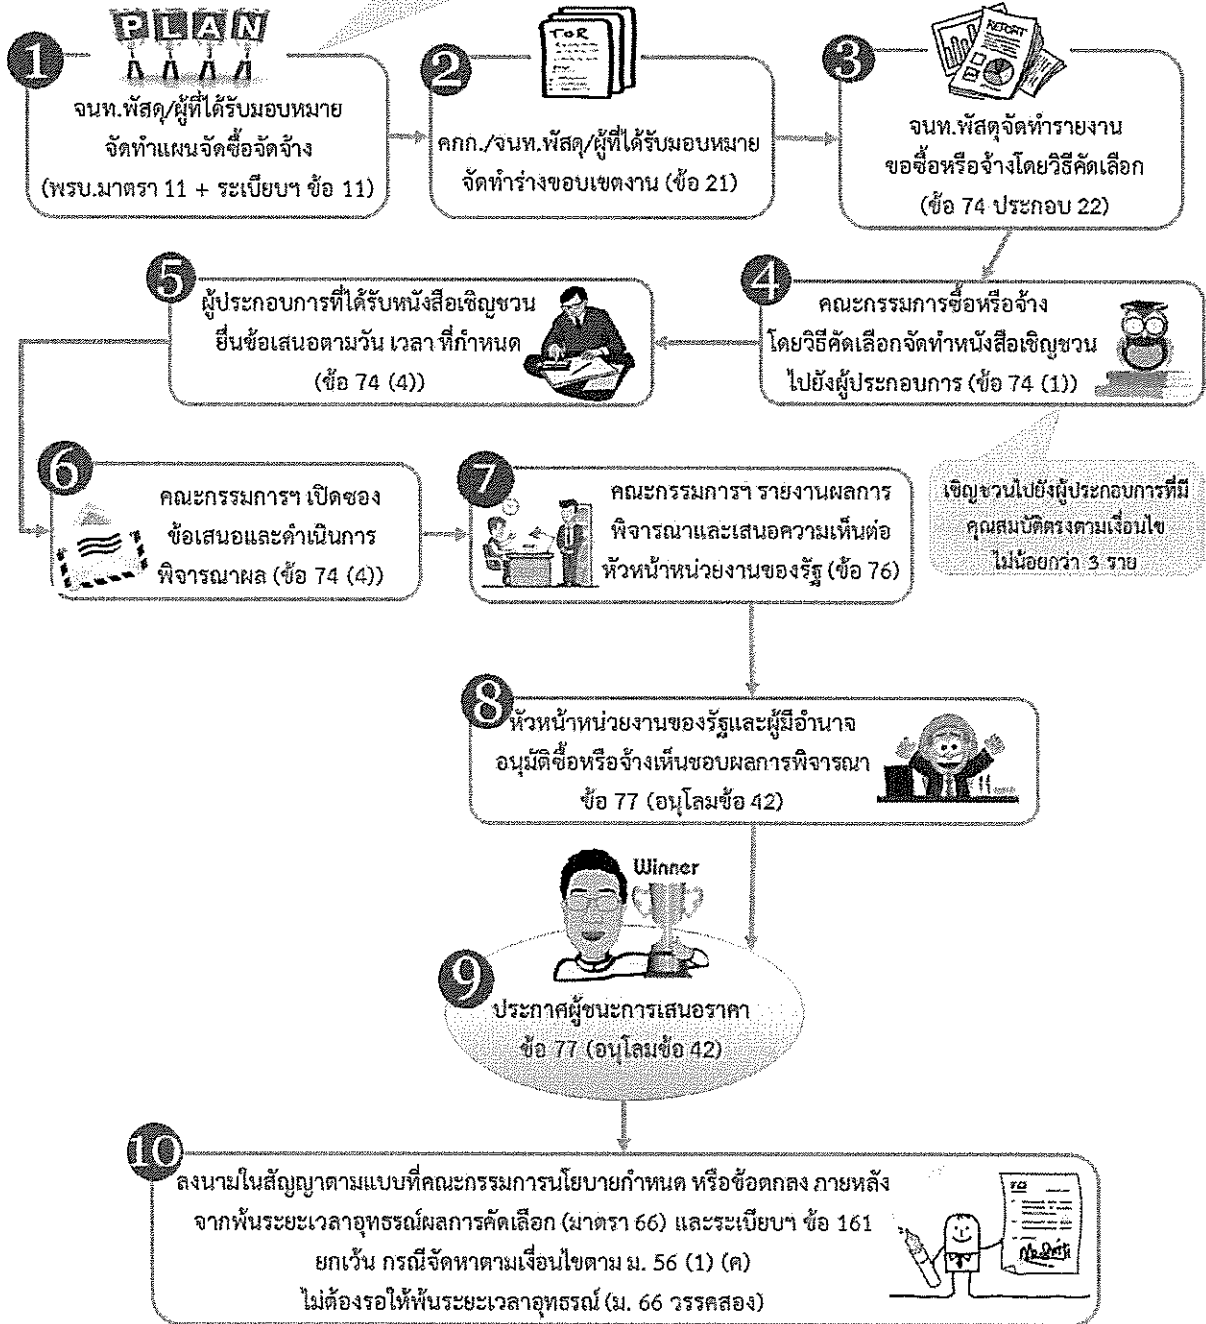 PLAN
1
จนท.พัสดุ/ผู้ที่ได้รับมอบหมาย
จัดทำแผนจัดซื้อจัดจ้าง
(พรบ.มาตรา 11 + ระเบียบฯ ข้อ 11)
TOR
2
คกก./จนท.พัสดุ/ผู้ที่ได้รับมอบหมาย
จัดทำร่างขอบเขตงาน (ข้อ 21)
REPORT
3
จนท.พัสดุจัดทำรายงาน
ขอซื้อหรือจ้างโดยวิธีคัดเลือก
(ข้อ 74 ประกอบ 22)
4
คณะกรรมการซื้อหรือจ้าง
โดยวิธีคัดเลือกจัดทำหนังสือเชิญชวน
ไปยังผู้ประกอบการ (ข้อ 74 (1))
เชิญชวนไปยังผู้ประกอบการที่มี
คุณสมบัติตรงตามเงื่อนไข
ไม่น้อยกว่า 3 ราย
5
ผู้ประกอบการที่ได้รับหนังสือเชิญชวน
ยื่นข้อเสนอตามวัน เวลา ที่กำหนด
(ข้อ 74 (4))
6
คณะกรรมการฯ เปิดซอง
ข้อเสนอและดำเนินการ
พิจารณาผล (ข้อ 74 (4))
7
คณะกรรมการฯ รายงานผลการ
พิจารณาและเสนอความเห็นต่อ
หัวหน้าหน่วยงานของรัฐ (ข้อ 76)
8
หัวหน้าหน่วยงานของรัฐและผู้มีอำนาจ
อนุมัติซื้อหรือจ้างเห็นชอบผลการพิจารณา
ข้อ 77 (อนุโลมข้อ 42)
Winner
9
ประกาศผู้ชนะการเสนอราคา
ข้อ 77 (อนุโลมข้อ 42)
10
ลงนามในสัญญาตามแบบที่คณะกรรมการนโยบายกำหนด หรือข้อตกลง ภายหลัง
จากพ้นระยะเวลาอุทธรณ์ผลการคัดเลือก (มาตรา 66) และระเบียบฯ ข้อ 161
ยกเว้น กรณีจัดหาตามเงื่อนไขตาม ม. 56 (1) (ค)
ไม่ต้องรอให้พ้นระยะเวลาอุทธรณ์ (ม. 66 วรรคสอง)